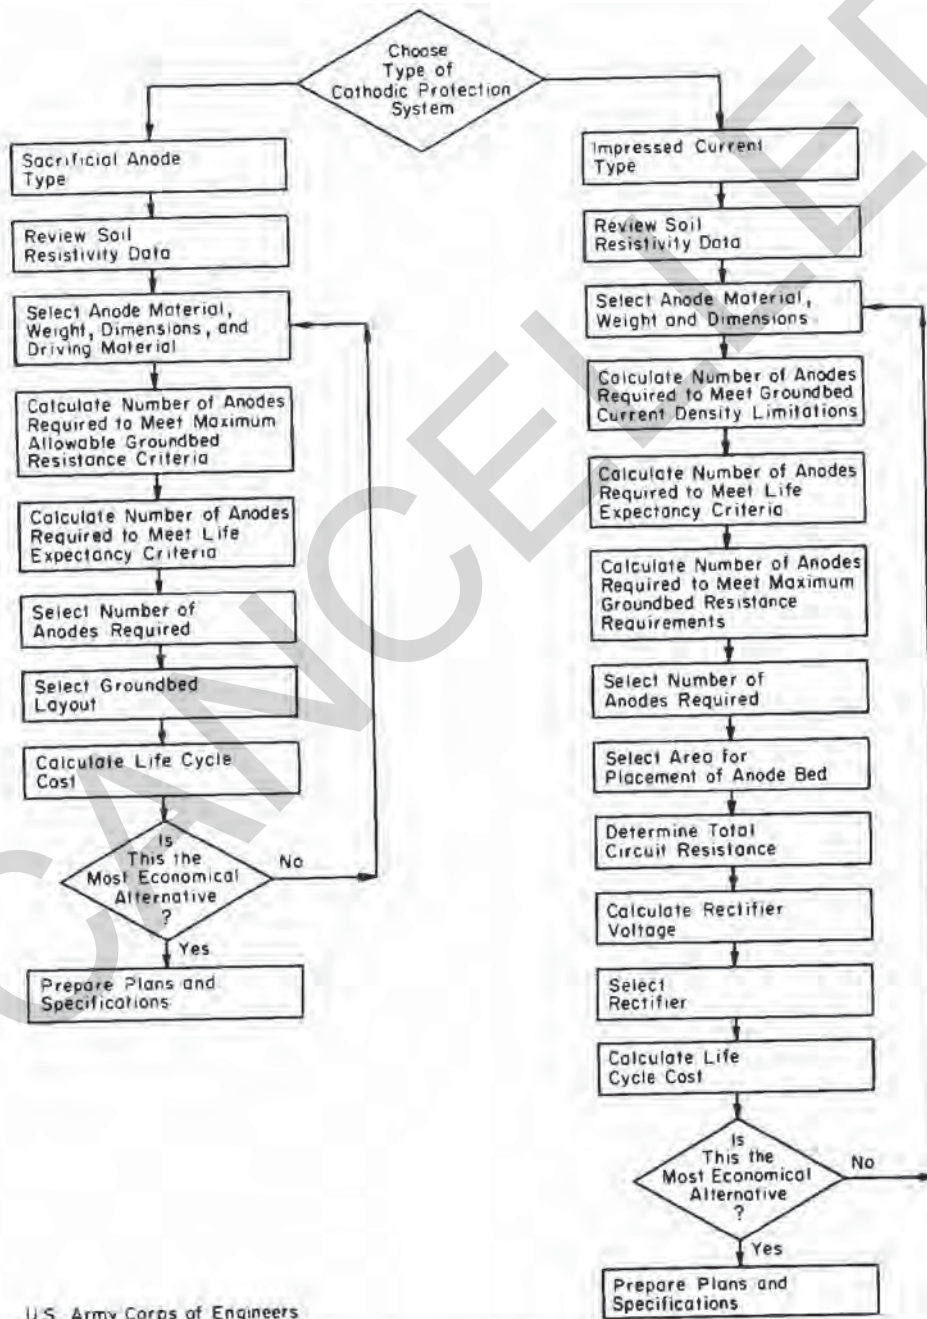 Choose
Type of
Cathodic Protection
System
Sacrificial Anode
Type
Review Soil
Resistivity Data
Select Anode Material,
Weight, Dimensions, and
Driving Material
Calculate Number of Anodes
Required to Meet Maximum
Allowable Groundbed
Resistance Criteria
Calculate Number of Anodes
Required to Meet Life
Expectancy Criteria
Select Number of
Anodes Required
Select Groundbed
Layout
Calculate Life Cycle
Cost
Is
This the
Most Economical
Alternative
?
No
Yes
Prepare Plans and
Specifications
Impressed Current
Type
Review Soil
Resistivity Data
Select Anode Material,
Weight and Dimensions
Calculate Number of Anodes
Required to Meet Groundbed
Current Density Limitations
Calculate Number of Anodes
Required to Meet Life
Expectancy Criteria
Calculate Number of Anodes
Required to Meet Maximum
Groundbed Resistance
Requirements
Select Number of
Anodes Required
Select Area for
Placement of Anode Bed
Determine Total
Circuit Resistance
Calculate Rectifier
Voltage
Select
Rectifier
Calculate Life
Cycle Cost
Is
This the
Most Economical
Alternative
?
No
Yes
Prepare Plans and
Specifications
U.S. Army Corps of Engineers
CANCELLED